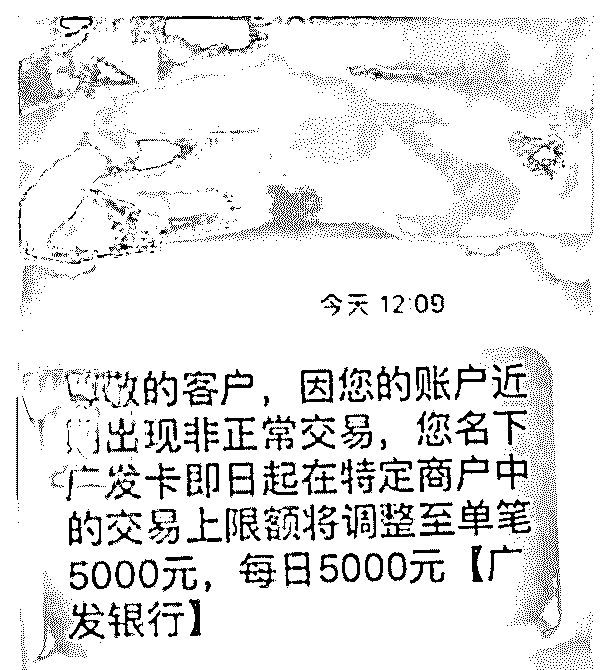 今天 12:09
尊敬的客户，因您的账户近
期出现非正常交易，您名下
广发卡即日起在特定商户中
的交易上限额将调整至单笔
5000元，每日5000元【广
发银行】